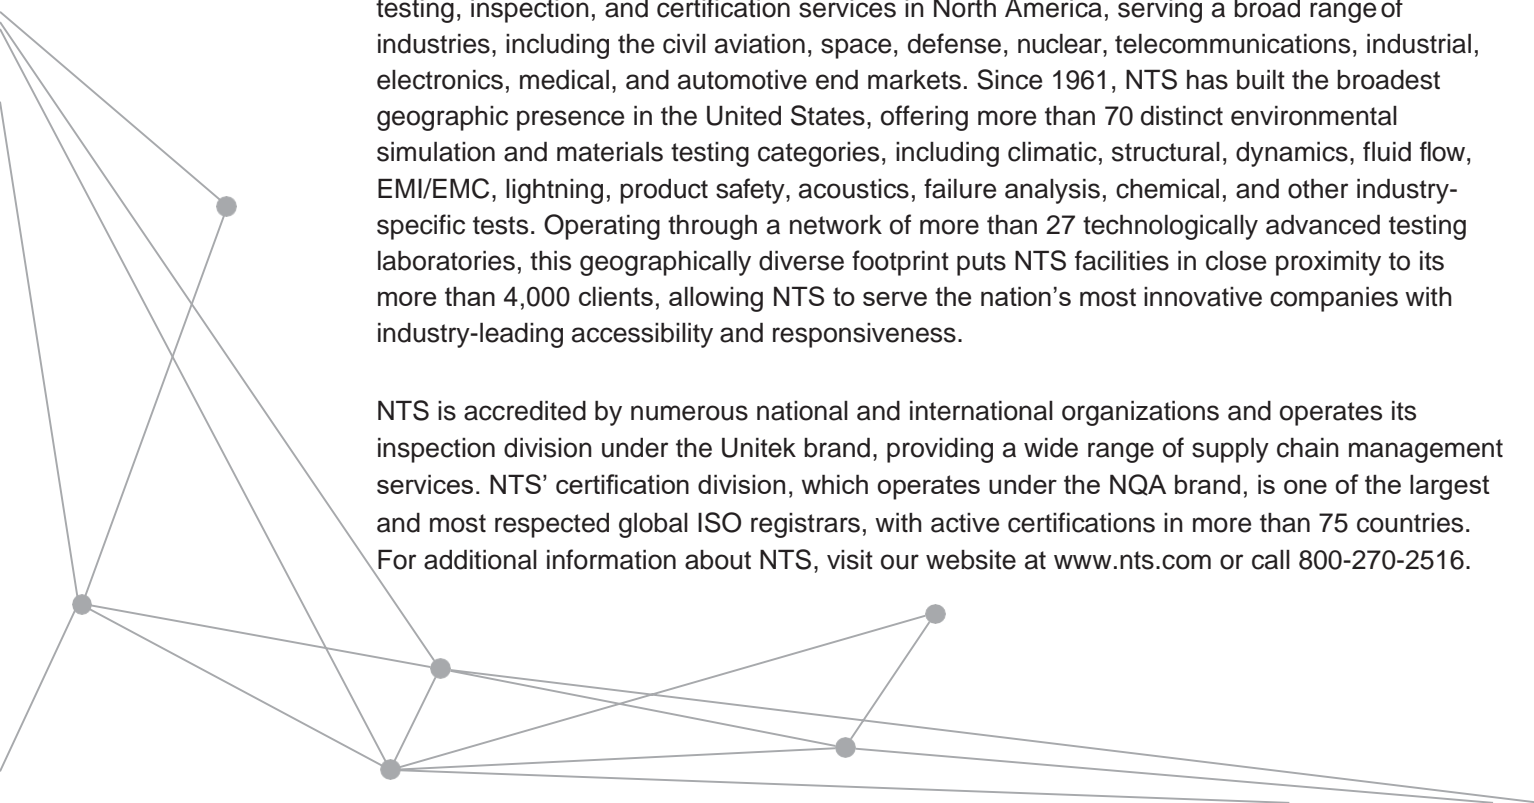 testing, inspection, and certification services in North America, serving a broad range of
industries, including the civil aviation, space, defense, nuclear, telecommunications, industrial,
electronics, medical, and automotive end markets. Since 1961, NTS has built the broadest
geographic presence in the United States, offering more than 70 distinct environmental
simulation and materials testing categories, including climatic, structural, dynamics, fluid flow,
EMI/EMC, lightning, product safety, acoustics, failure analysis, chemical, and other industry-
specific tests. Operating through a network of more than 27 technologically advanced testing
laboratories, this geographically diverse footprint puts NTS facilities in close proximity to its
more than 4,000 clients, allowing NTS to serve the nation’s most innovative companies with
industry-leading accessibility and responsiveness.
NTS is accredited by numerous national and international organizations and operates its
inspection division under the Unitek brand, providing a wide range of supply chain management
services. NTS’ certification division, which operates under the NQA brand, is one of the largest
and most respected global ISO registrars, with active certifications in more than 75 countries.
For additional information about NTS, visit our website at www.nts.com or call 800-270-2516.